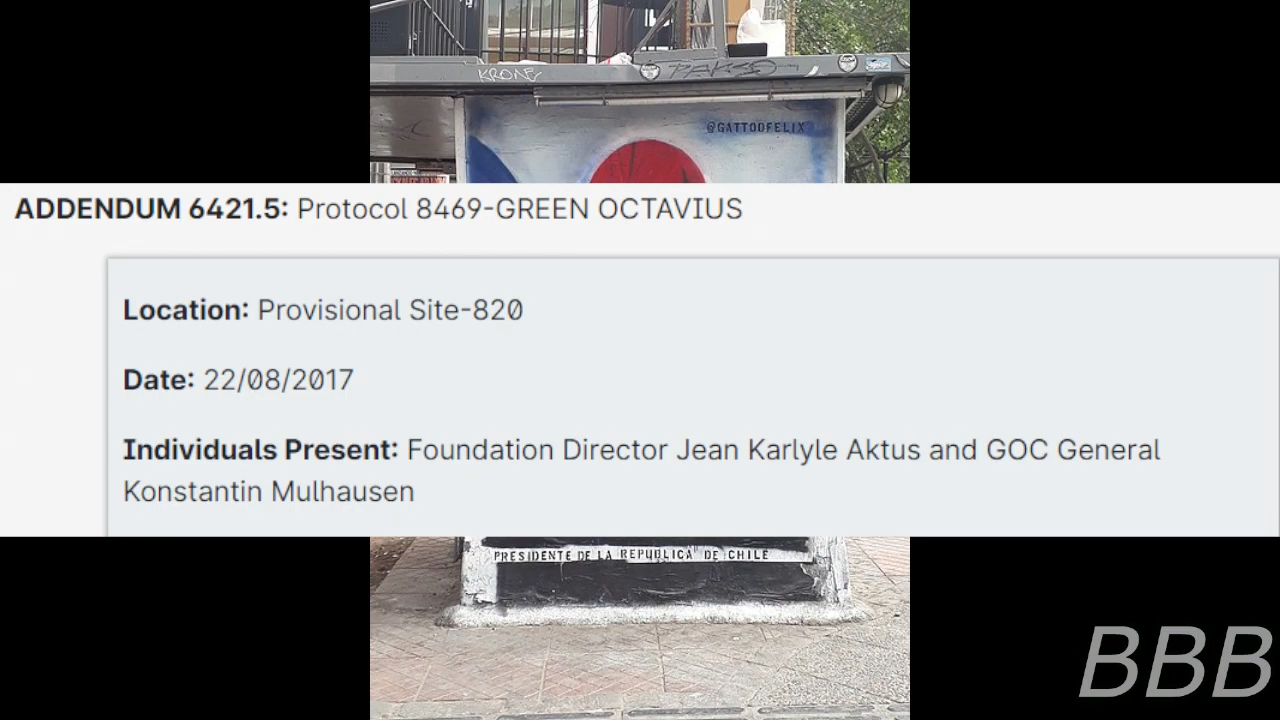 KRONE
@GATTODFELIX
ADDENDUM 6421.5: Protocol 8469-GREEN OCTAVIUS
Location: Provisional Site-820
Date: 22/08/2017
Individuals Present: Foundation Director Jean Karlyle Aktus and GOC General
Konstantin Mulhausen
PRESIDENTE DE LA REPUBLICA DE CHILE
BBB